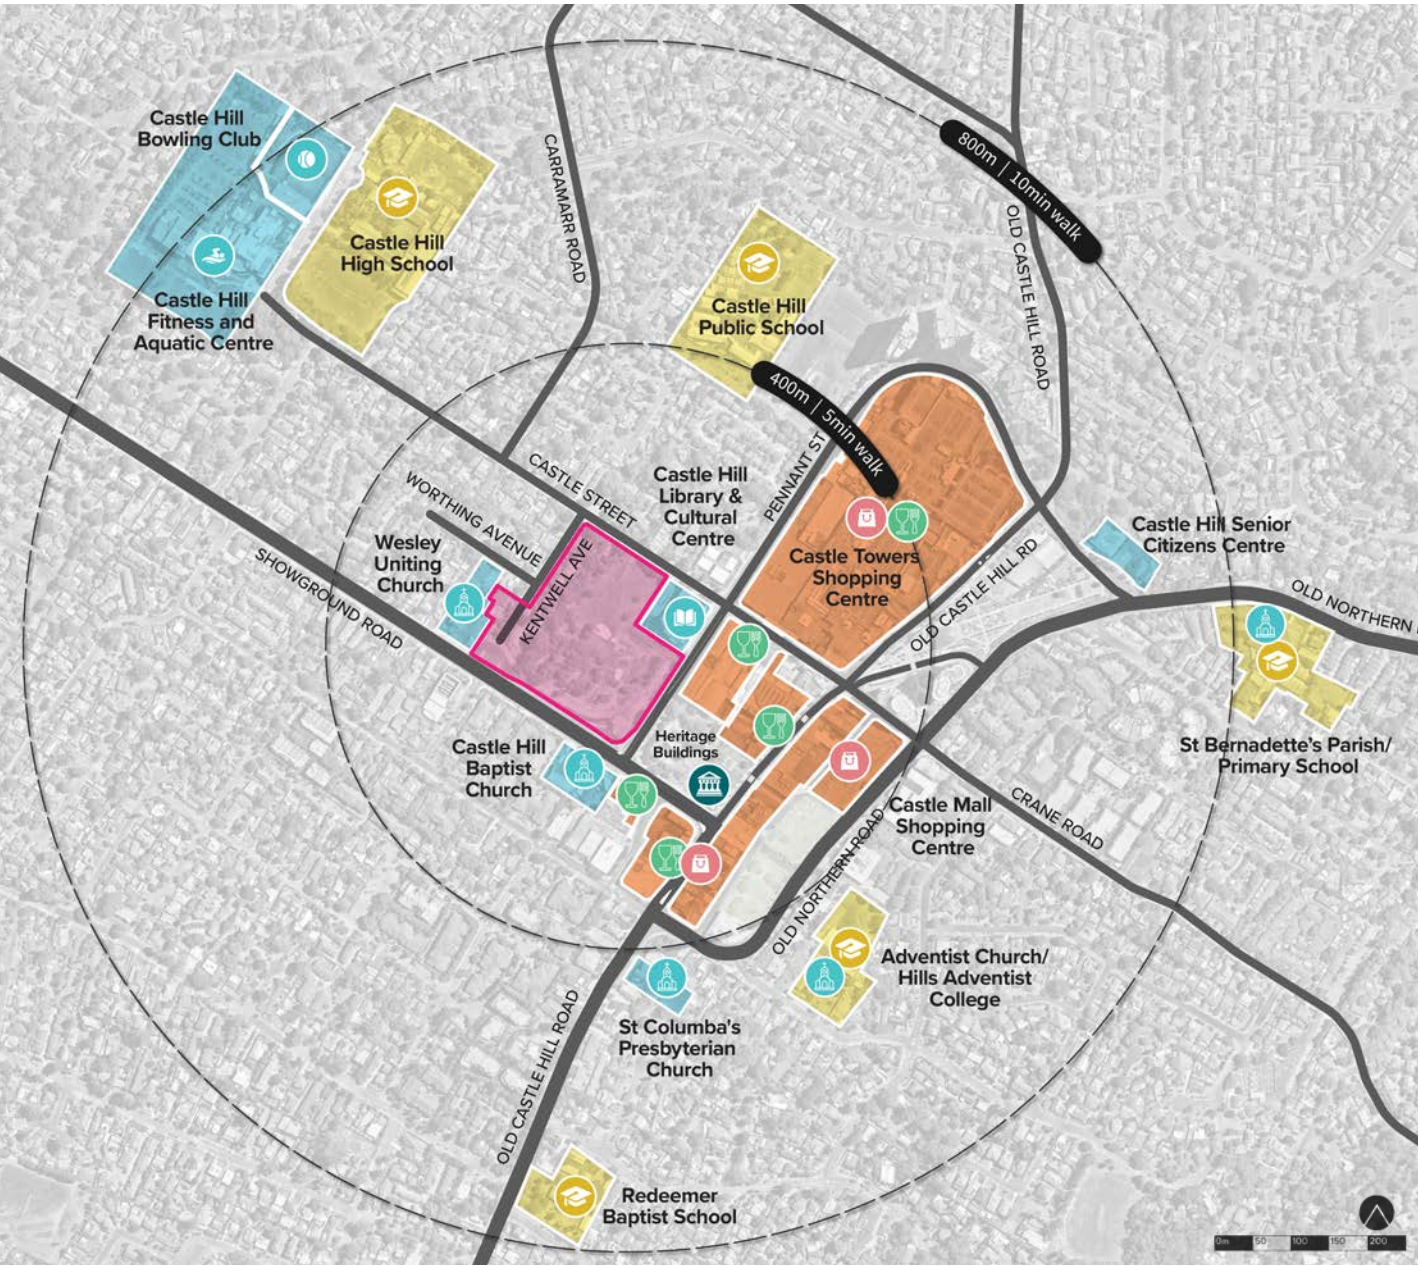 Castle Hill
Bowling Club
Castle Hill
High School
Castle Hill
Fitness and
Aquatic Centre
CARRAMARR ROAD
800m | 10min walk
OLD CASTLE HILL ROAD
Castle Hill
Public School
400m | 5min walk
PENNANT ST
CASTLE STREET
WORTHING AVENUE
KENTWELL AVE
SHOWGROUND ROAD
Wesley
Uniting
Church
Castle Hill
Library &
Cultural
Centre
Castle Towers
Shopping
Centre
OLD CASTLE HILL RD
Castle Hill Senior
Citizens Centre
OLD NORTHERN
St Bernadette's Parish/
Primary School
Heritage
Buildings
Castle Hill
Baptist
Church
Castle Mall
Shopping
Centre
CRANE ROAD
OLD NORTHERN ROAD
Adventist Church/
Hills Adventist
College
St Columba's
Presbyterian
Church
OLD CASTLE HILL ROAD
Redeemer
Baptist School
0m 50 100 150 200